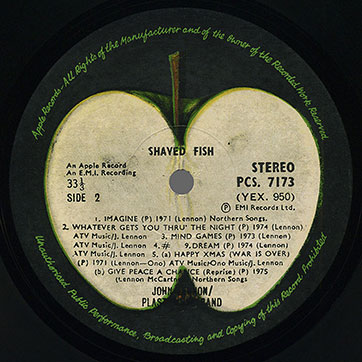 Apple Records - All Rights of the Manufacturer and of the Owner of the Recorded Work Reserved
SHAVED FISH
An Apple Record
An E.M.I. Recording
33⅓
SIDE 2
STEREO
PCS. 7173
(YEX. 950)
℗ EMI Records Ltd.
1. IMAGINE (P) 1971 (Lennon) Northern Songs.
2. WHATEVER GETS YOU THRU' THE NIGHT (P) 1974 (Lennon)
ATV Music/J. Lennon 3. MIND GAMES (P) 1973 (Lennon)
ATV Music/J. Lennon 4. # 9. DREAM (P) 1974 (Lennon)
ATV Music/J. Lennon 5. (a) HAPPY XMAS (WAR IS OVER)
(P) 1971 (Lennon—Ono) ATV Music/Ono Music/J. Lennon
(b) GIVE PEACE A CHANCE (Reprise) (P) 1975
(Lennon McCartney) Northern Songs
JOHN LENNON/
PLASTIC BAND
Unauthorised Public Performance, Broadcasting and Copying of this Record Prohibited